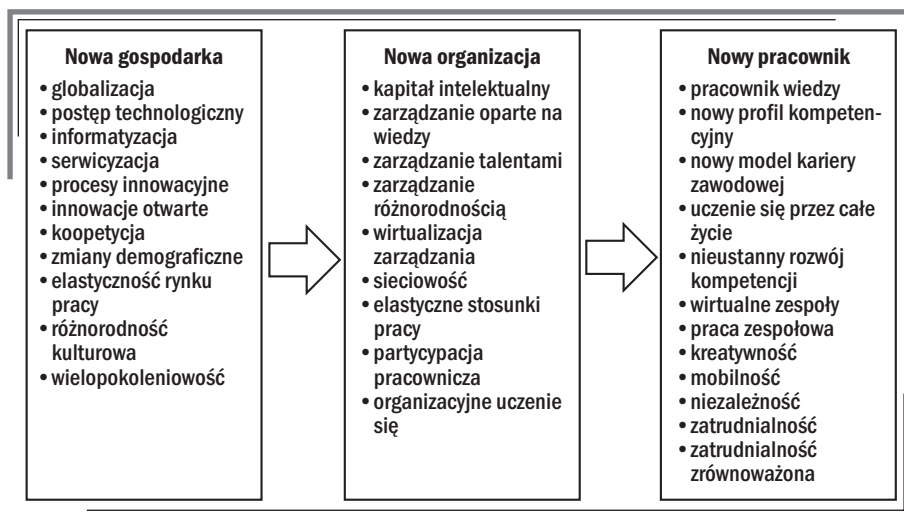 Nowa gospodarka
• globalizacja
• postęp technologiczny
• informatyzacja
• serwicyzacja
• procesy innowacyjne
• innowacje otwarte
• koopetycja
• zmiany demograficzne
• elastyczność rynku
pracy
• różnorodność
kulturowa
• wielopokoleniowość
Nowa organizacja
• kapitał intelektualny
• zarządzanie oparte na
wiedzy
• zarządzanie talentami
• zarządzanie
różnorodnością
• wirtualizacja
zarządzania
• sieciowość
• elastyczne stosunki
pracy
• partycypacja
pracownicza
• organizacyjne uczenie
się
Nowy pracownik
• pracownik wiedzy
• nowy profil kompeten-
cyjny
• nowy model kariery
zawodowej
• uczenie się przez całe
życie
• nieustanny rozwój
kompetencji
• wirtualne zespoły
• praca zespołowa
• kreatywność
• mobilność
• niezależność
• zatrudnialność
• zatrudnialność
zrównoważona